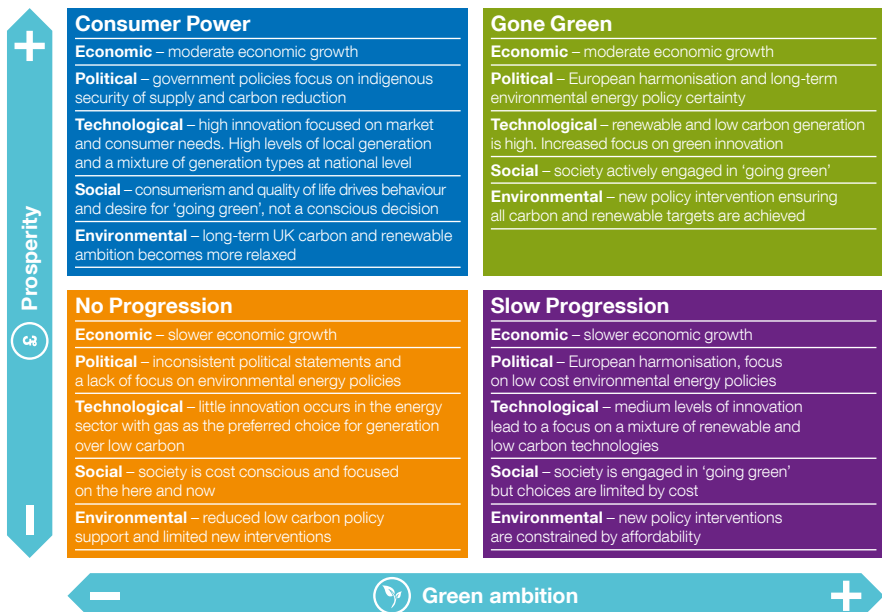 Consumer Power
Economic – moderate economic growth
Political – government policies focus on indigenous
security of supply and carbon reduction
Technological – high innovation focused on market
and consumer needs. High levels of local generation
and a mixture of generation types at national level
Social – consumerism and quality of life drives behaviour
and desire for ‘going green’, not a conscious decision
Environmental – long-term UK carbon and renewable
ambition becomes more relaxed
Gone Green
Economic – moderate economic growth
Political – European harmonisation and long-term
environmental energy policy certainty
Technological – renewable and low carbon generation
is high. Increased focus on green innovation
Social – society actively engaged in ‘going green’
Environmental – new policy intervention ensuring
all carbon and renewable targets are achieved
No Progression
Economic – slower economic growth
Political – inconsistent political statements and
a lack of focus on environmental energy policies
Technological – little innovation occurs in the energy
sector with gas as the preferred choice for generation
over low carbon
Social – society is cost conscious and focused
on the here and now
Environmental – reduced low carbon policy
support and limited new interventions
Slow Progression
Economic – slower economic growth
Political – European harmonisation, focus
on low cost environmental energy policies
Technological – medium levels of innovation
lead to a focus on a mixture of renewable and
low carbon technologies
Social – society is engaged in ‘going green’
but choices are limited by cost
Environmental – new policy interventions
are constrained by affordability
+
£ Prosperity
–
–
Green ambition
+